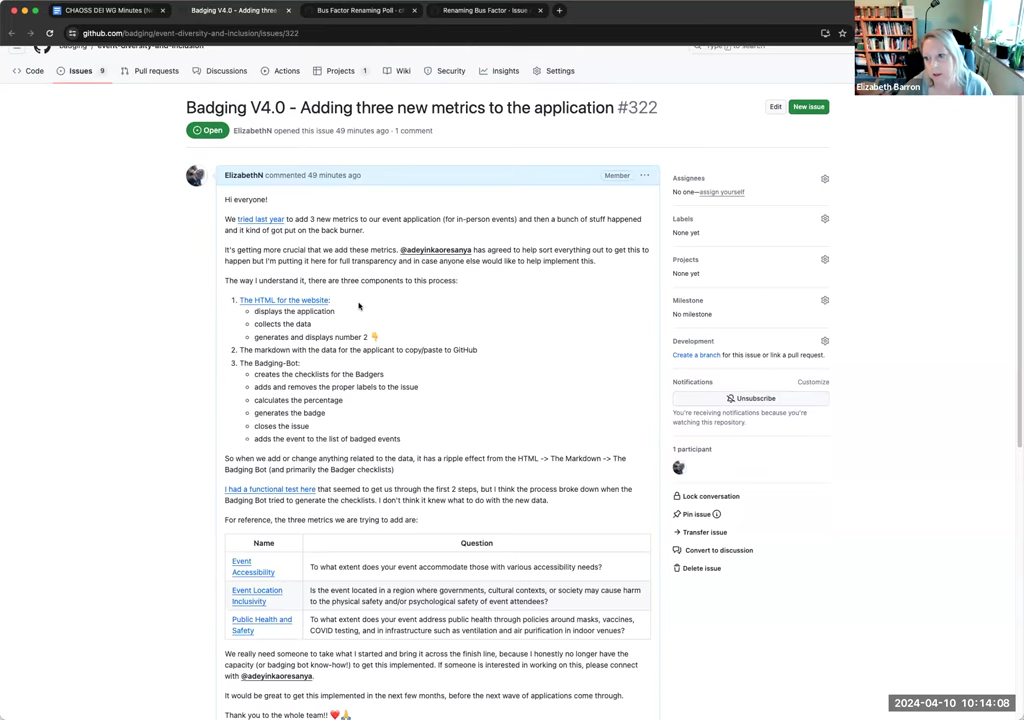 CHAOSS DEI WG Minutes (N
Badging V4.0 - Adding three
Bus Factor Renaming Poll - c
Renaming Bus Factor · Issue
github.com/badging/event-diversity-and-inclusion/issues/322
Elizabeth Barron
badging / event-diversity-and-inclusion
Type / to search
Code
Issues 9
Pull requests
Discussions
Actions
Projects 1
Wiki
Security
Insights
Settings
Badging V4.0 - Adding three new metrics to the application #322
Edit
New issue
Open
ElizabethN opened this issue 49 minutes ago · 1 comment
ElizabethN commented 49 minutes ago
Member
Hi everyone!
We tried last year to add 3 new metrics to our event application (for in-person events) and then a bunch of stuff happened
and it kind of got put on the back burner.
It's getting more crucial that we add these metrics. @adeyinkaoresanya has agreed to help sort everything out to get this to
happen but I'm putting it here for full transparency and in case anyone else would like to help implement this.
The way I understand it, there are three components to this process:
1. The HTML for the website:
displays the application
collects the data
generates and displays number 2 👇
2. The markdown with the data for the applicant to copy/paste to GitHub
3. The Badging-Bot:
creates the checklists for the Badgers
adds and removes the proper labels to the issue
calculates the percentage
generates the badge
closes the issue
adds the event to the list of badged events
So when we add or change anything related to the data, it has a ripple effect from the HTML -> The Markdown -> The
Badging Bot (and primarily the Badger checklists)
I had a functional test here that seemed to get us through the first 2 steps, but I think the process broke down when the
Badging Bot tried to generate the checklists. I don't think it knew what to do with the new data.
For reference, the three metrics we are trying to add are:
Name
Question
Event
Accessibility
To what extent does your event accommodate those with various accessibility needs?
Event Location
Inclusivity
Is the event located in a region where governments, cultural contexts, or society may cause harm
to the physical safety and/or psychological safety of event attendees?
Public Health and
Safety
To what extent does your event address public health through policies around masks, vaccines,
COVID testing, and in infrastructure such as ventilation and air purification in indoor venues?
We really need someone to take what I started and bring it across the finish line, because I honestly no longer have the
capacity (or badging bot know-how!) to get this implemented. If someone is interested in working on this, please connect
with @adeyinkaoresanya.
It would be great to get this implemented in the next few months, before the next wave of applications come through.
Thank you to the whole team!! ❤️🙏
Assignees
No one—assign yourself
Labels
None yet
Projects
None yet
Milestone
No milestone
Development
Create a branch for this issue or link a pull request.
Notifications
Customize
Unsubscribe
You're receiving notifications because you're
watching this repository.
1 participant
Lock conversation
Pin issue
Transfer issue
Convert to discussion
Delete issue
2024-04-10 10:14:08